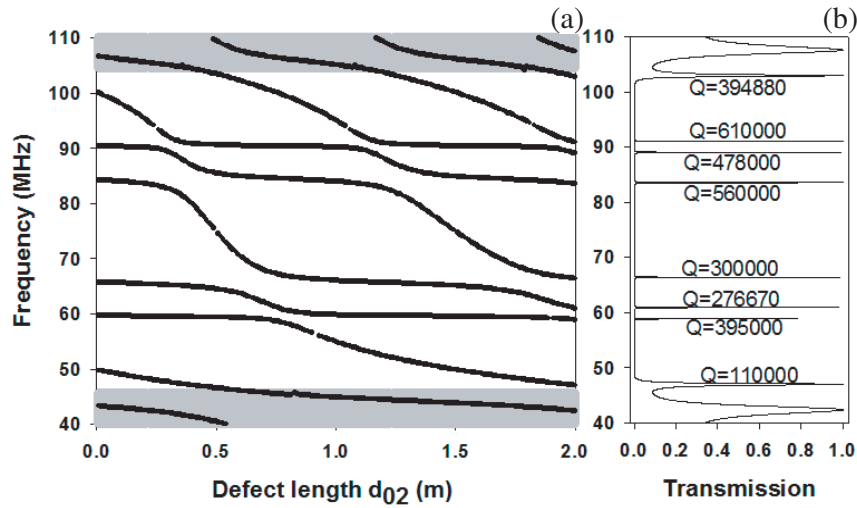 (a)
(b)
110
100
90
80
70
60
50
40
Frequency (MHz)
0.0
0.5
1.0
1.5
2.0
Defect length d02 (m)
110
100
90
80
70
60
50
40
Q=394880
Q=610000
Q=478000
Q=560000
Q=300000
Q=276670
Q=395000
Q=110000
0.0 0.2 0.4 0.6 0.8 1.0
Transmission